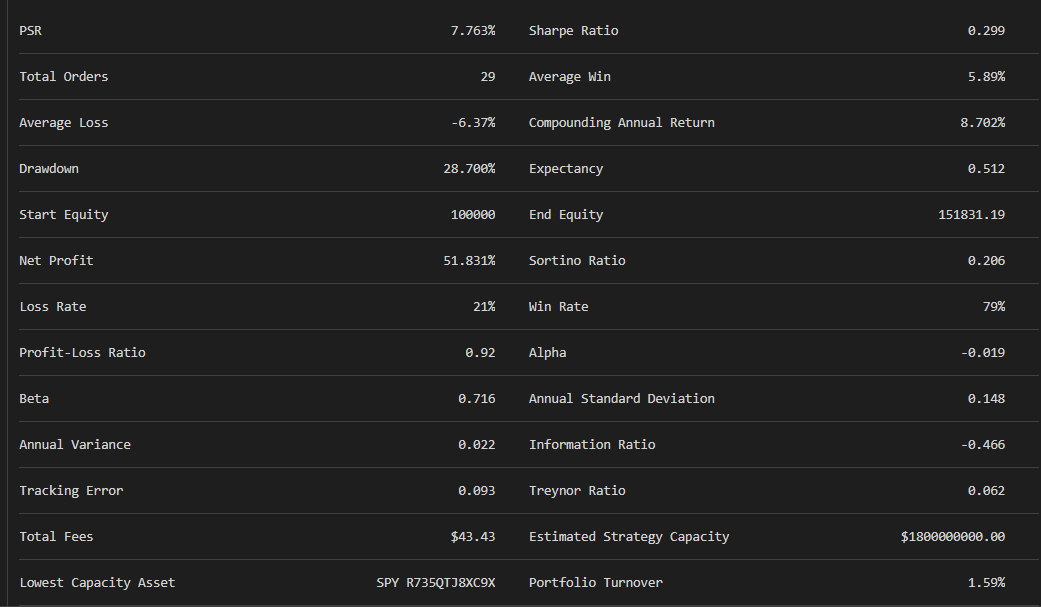 PSR 7.763% Sharpe Ratio 0.299
Total Orders 29 Average Win 5.89%
Average Loss -6.37% Compounding Annual Return 8.702%
Drawdown 28.700% Expectancy 0.512
Start Equity 100000 End Equity 151831.19
Net Profit 51.831% Sortino Ratio 0.206
Loss Rate 21% Win Rate 79%
Profit-Loss Ratio 0.92 Alpha -0.019
Beta 0.716 Annual Standard Deviation 0.148
Annual Variance 0.022 Information Ratio -0.466
Tracking Error 0.093 Treynor Ratio 0.062
Total Fees $43.43 Estimated Strategy Capacity $1800000000.00
Lowest Capacity Asset SPY R735QTJ8XC9X Portfolio Turnover 1.59%